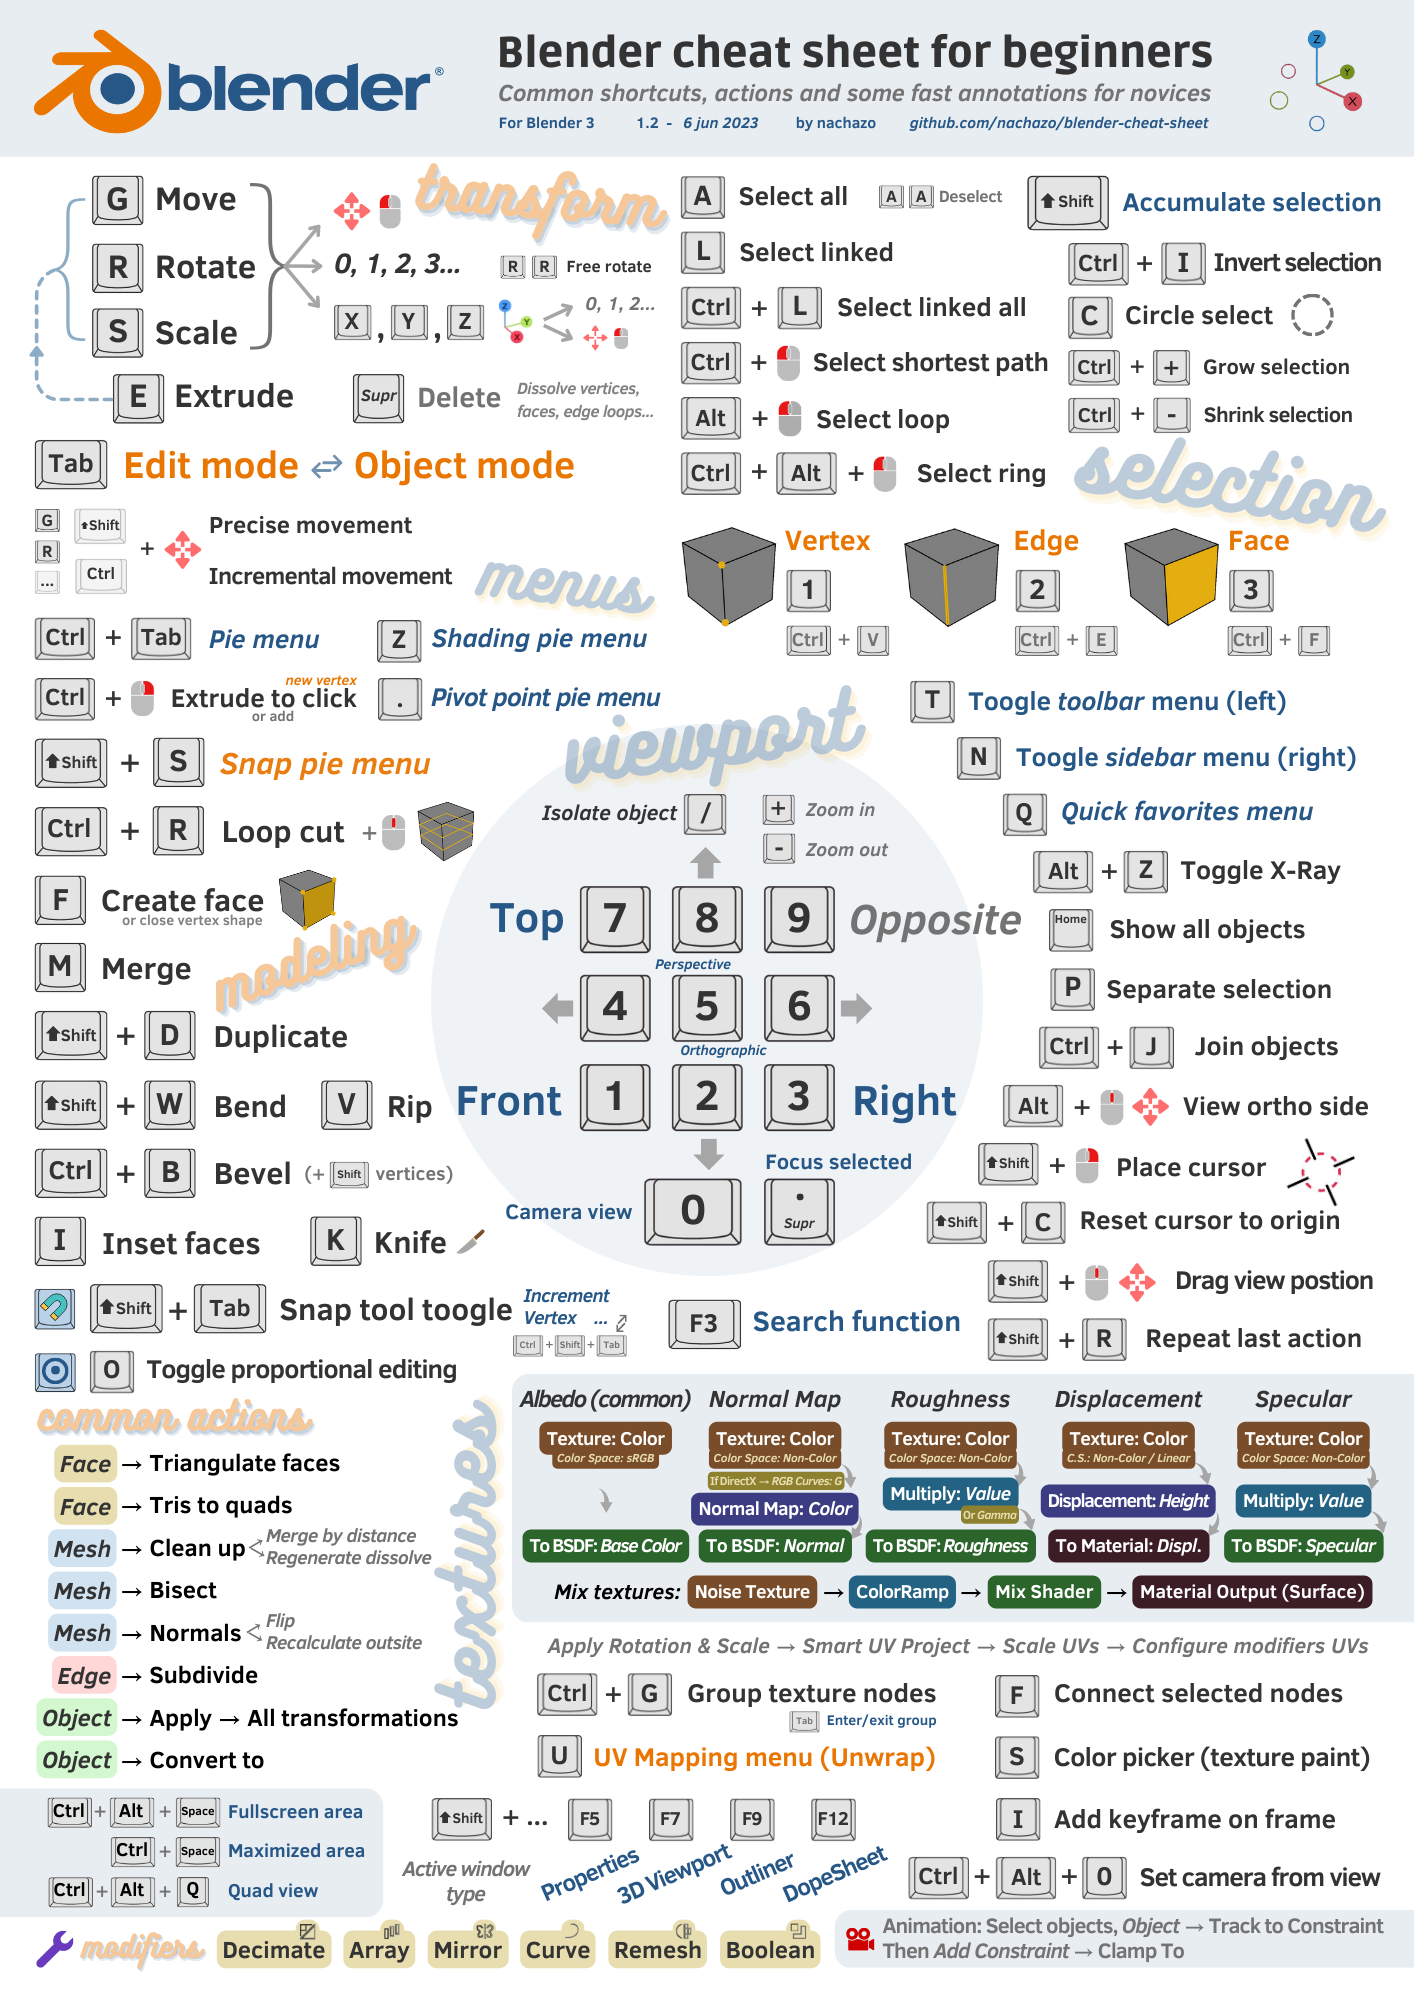 blender®
Blender cheat sheet for beginners
Common shortcuts, actions and some fast annotations for novices
For Blender 3 1.2 - 6 jun 2023 by nachazo github.com/nachazo/blender-cheat-sheet
Z Y X
transform
G Move
R Rotate
S Scale
0, 1, 2, 3...
R R Free rotate
X , Y , Z
Z Y X
0, 1, 2...
E Extrude
Supr Delete
Dissolve vertices,
faces, edge loops...
Tab Edit mode ⇄ Object mode
G R ...
Shift
Ctrl
+
Precise movement
Incremental movement
A Select all
A A Deselect
Shift Accumulate selection
L Select linked
Ctrl + I Invert selection
Ctrl + L Select linked all
C Circle select
Ctrl + Select shortest path
Ctrl + + Grow selection
Alt + Select loop
Ctrl + - Shrink selection
Ctrl + Alt + Select ring
selection
Vertex
1
Ctrl + V
Edge
2
Ctrl + E
Face
3
Ctrl + F
menus
Ctrl + Tab Pie menu
Z Shading pie menu
Ctrl + Extrude to click
new vertex
or add
. Pivot point pie menu
Shift + S Snap pie menu
T Toogle toolbar menu (left)
N Toogle sidebar menu (right)
Q Quick favorites menu
Ctrl + R Loop cut +
F Create face
or close vertex shape
modeling
M Merge
Shift + D Duplicate
Shift + W Bend
V Rip
Ctrl + B Bevel (+ Shift vertices)
I Inset faces
K Knife
Shift + Tab Snap tool toogle
Increment
Vertex ...
Ctrl + Shift + Tab
O Toggle proportional editing
viewport
Isolate object /
+ Zoom in
- Zoom out
Top 7 8 9 Opposite
Perspective
4 5 6
Orthographic
Front 1 2 3 Right
Focus selected
Camera view 0 . Supr
F3 Search function
Alt + Z Toggle X-Ray
Home Show all objects
P Separate selection
Ctrl + J Join objects
Alt + View ortho side
Shift + Place cursor
Shift + C Reset cursor to origin
Shift + Drag view postion
Shift + R Repeat last action
common actions
Face → Triangulate faces
Face → Tris to quads
Mesh → Clean up
Merge by distance
Regenerate dissolve
Mesh → Bisect
Mesh → Normals
Flip
Recalculate outsite
Edge → Subdivide
Object → Apply → All transformations
Object → Convert to
textures
Albedo (common) Normal Map Roughness Displacement Specular
Texture: Color Texture: Color Texture: Color Texture: Color Texture: Color
Color Space: sRGB Color Space: Non-Color Color Space: Non-Color C.S.: Non-Color / Linear Color Space: Non-Color
If DirectX → RGB Curves: G
Normal Map: Color Multiply: Value Displacement: Height Multiply: Value
Or Gamma
To BSDF: Base Color To BSDF: Normal To BSDF: Roughness To Material: Displ. To BSDF: Specular
Mix textures: Noise Texture → ColorRamp → Mix Shader → Material Output (Surface)
Apply Rotation & Scale → Smart UV Project → Scale UVs → Configure modifiers UVs
Ctrl + G Group texture nodes
Tab Enter/exit group
F Connect selected nodes
U UV Mapping menu (Unwrap)
S Color picker (texture paint)
Ctrl + Alt + Space Fullscreen area
Ctrl + Space Maximized area
Ctrl + Alt + Q Quad view
Shift + ... F5 F7 F9 F12
Active window
type
Properties 3D Viewport Outliner DopeSheet
I Add keyframe on frame
Ctrl + Alt + 0 Set camera from view
modifiers
Decimate Array Mirror Curve Remesh Boolean
Animation: Select objects, Object → Track to Constraint
Then Add Constraint → Clamp To